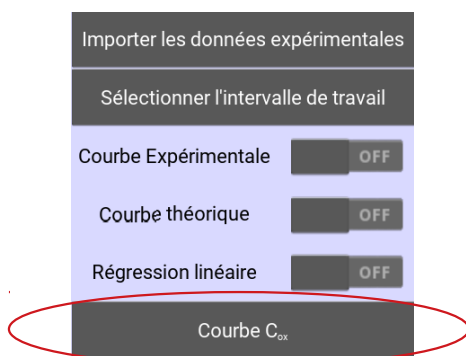 Importer les données expérimentales
Sélectionner l'intervalle de travail
Courbe Expérimentale OFF
Courbe théorique OFF
Régression linéaire OFF
Courbe Cₒₓ